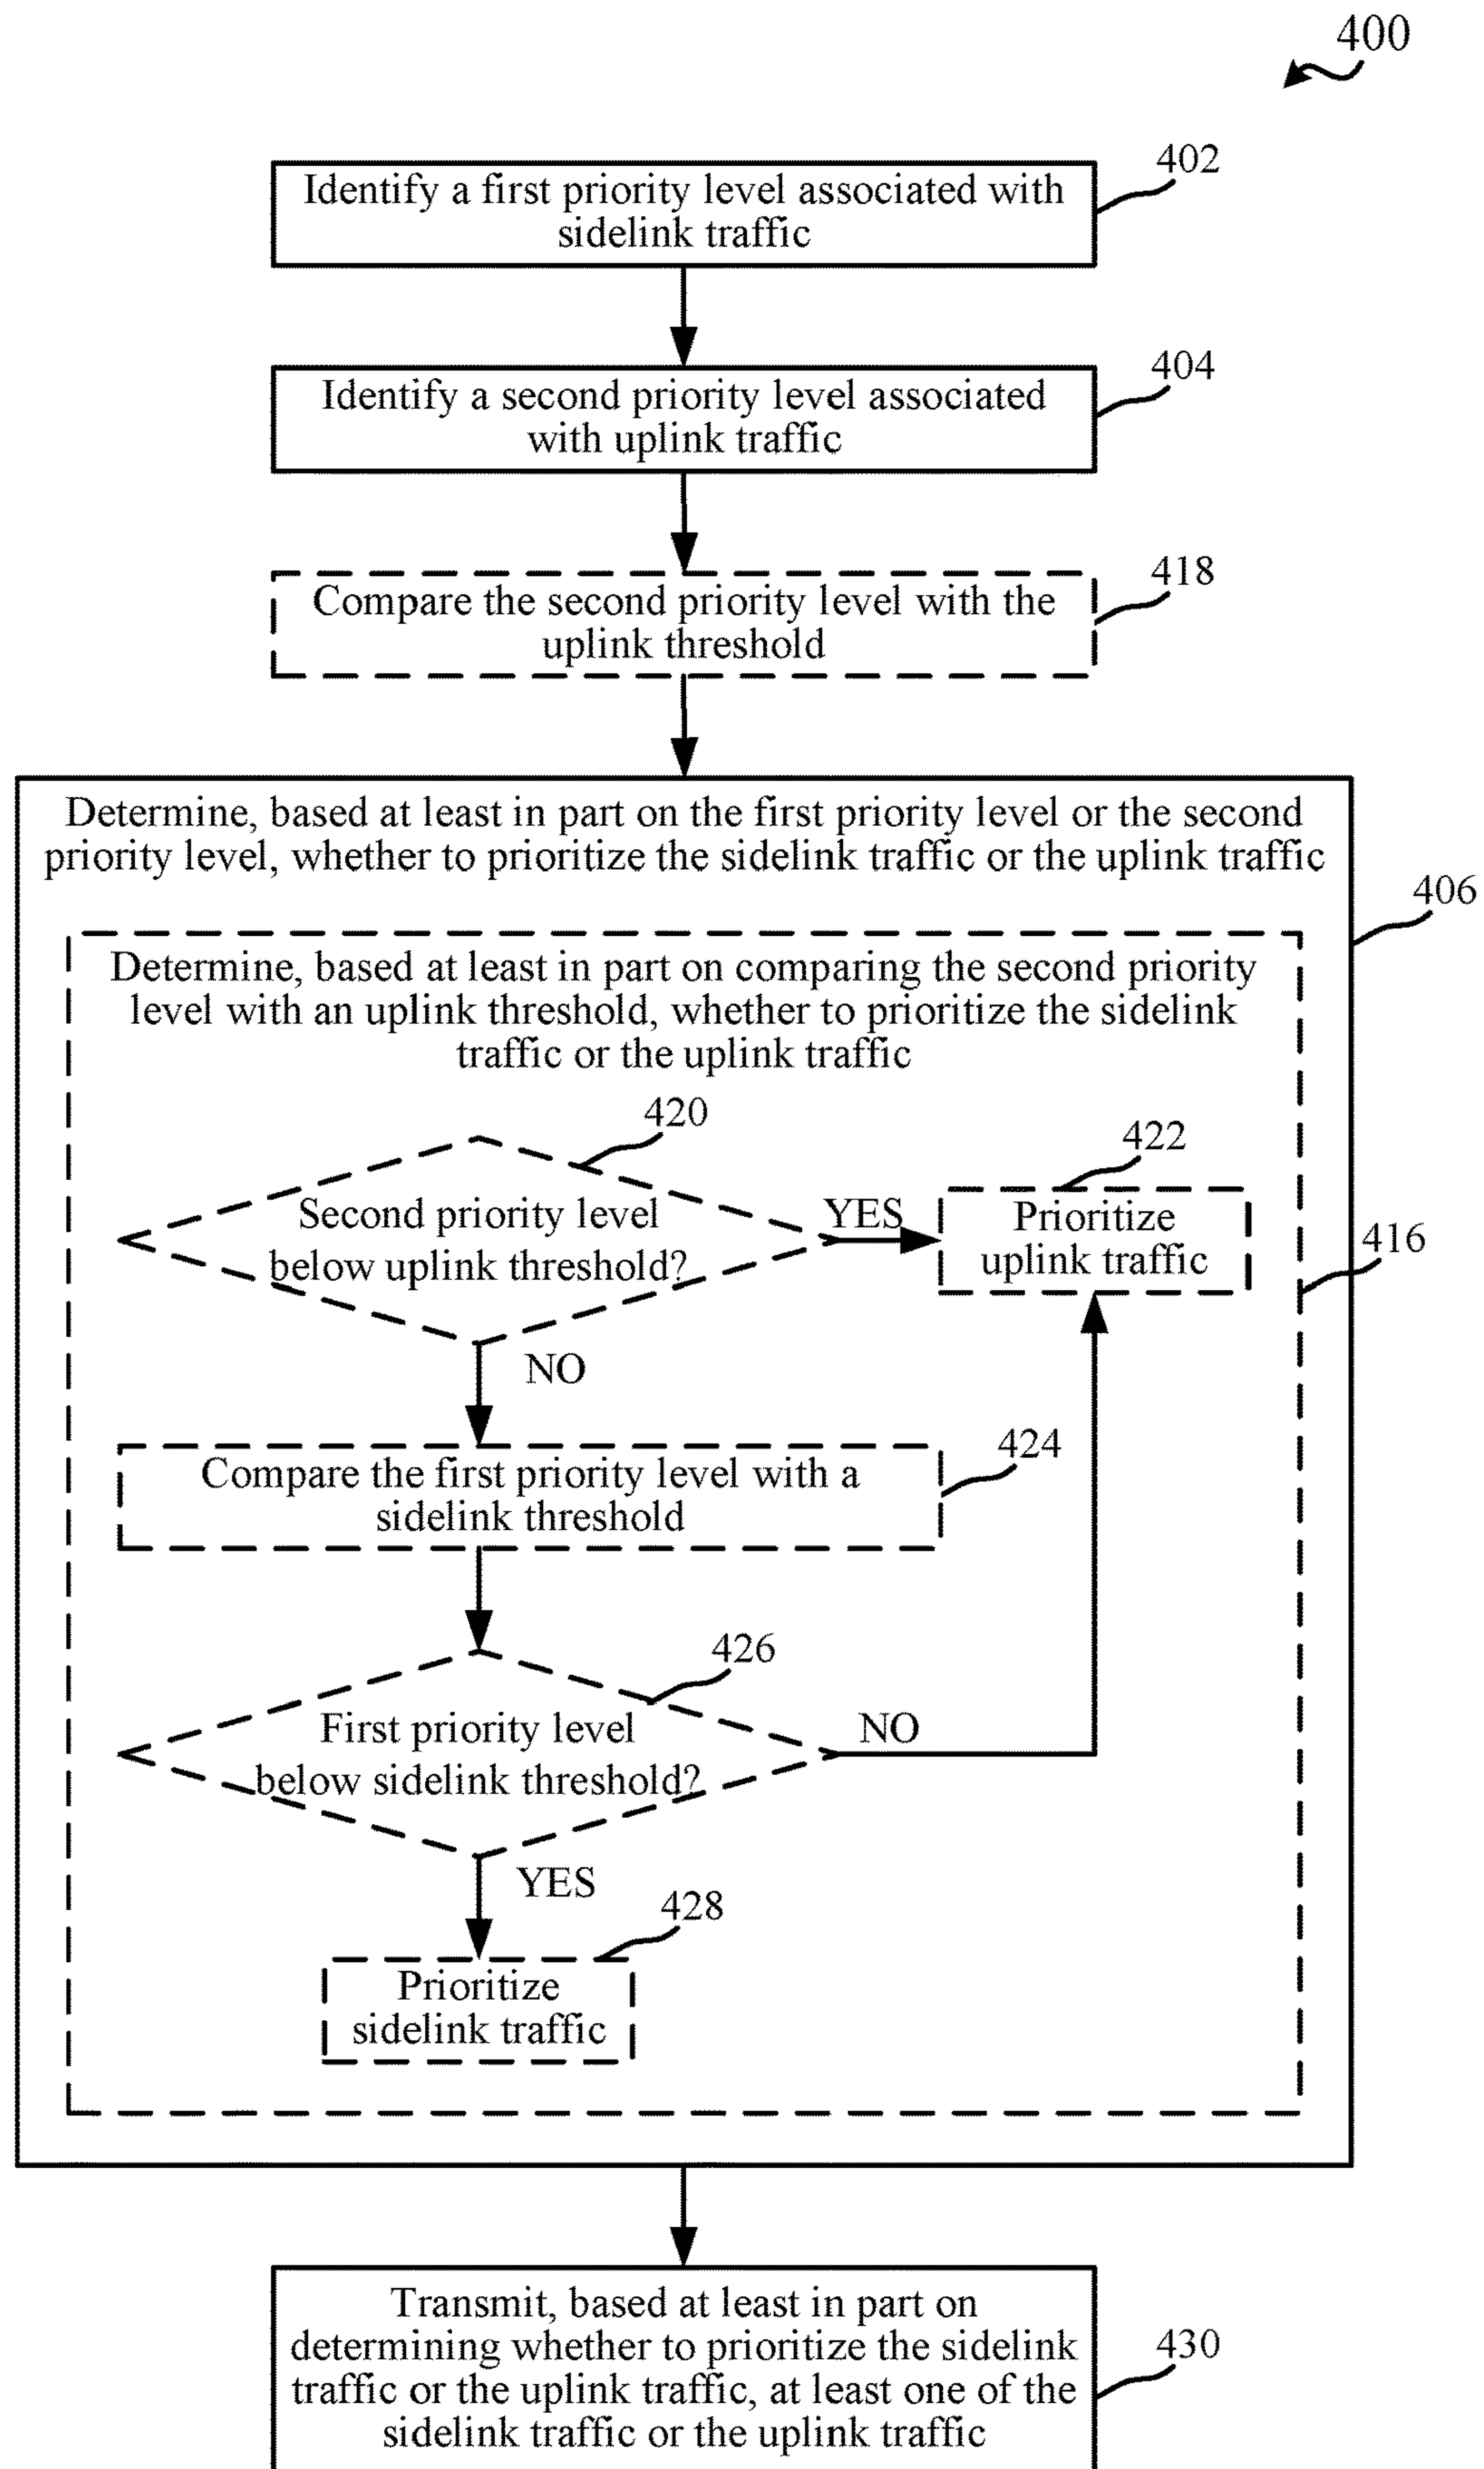 400
402
Identify a first priority level associated with
sidelink traffic
404
Identify a second priority level associated
with uplink traffic
418
Compare the second priority level with the
uplink threshold
Determine, based at least in part on the first priority level or the second
priority level, whether to prioritize the sidelink traffic or the uplink traffic
406
Determine, based at least in part on comparing the second priority
level with an uplink threshold, whether to prioritize the sidelink
traffic or the uplink traffic
420
422
Second priority level
below uplink threshold?
YES
Prioritize
uplink traffic
416
NO
424
Compare the first priority level with a
sidelink threshold
426
First priority level
below sidelink threshold?
NO
YES
428
Prioritize
sidelink traffic
Transmit, based at least in part on
determining whether to prioritize the sidelink
traffic or the uplink traffic, at least one of the
sidelink traffic or the uplink traffic
430